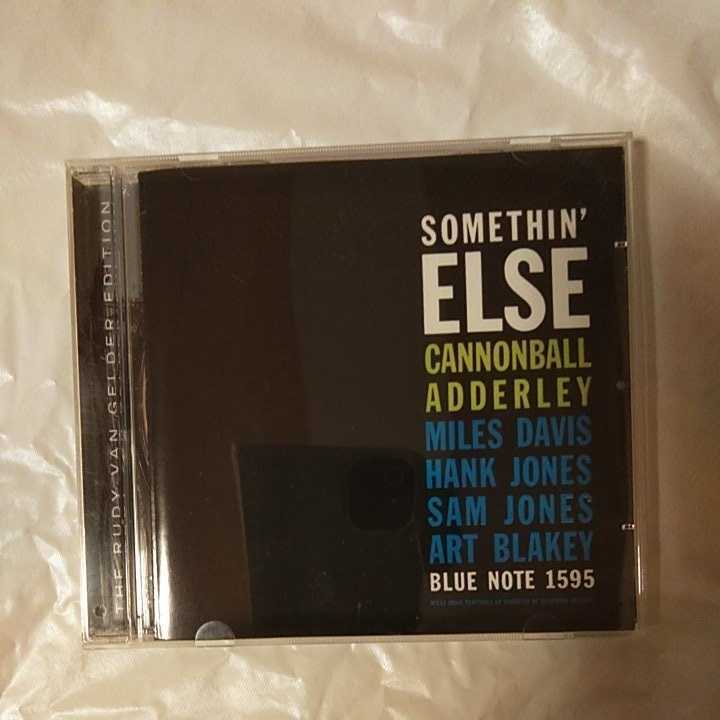 THE RUDY VAN GELDER EDITION
SOMETHIN'
ELSE
CANNONBALL
ADDERLEY
MILES DAVIS
HANK JONES
SAM JONES
ART BLAKEY
BLUE NOTE 1595